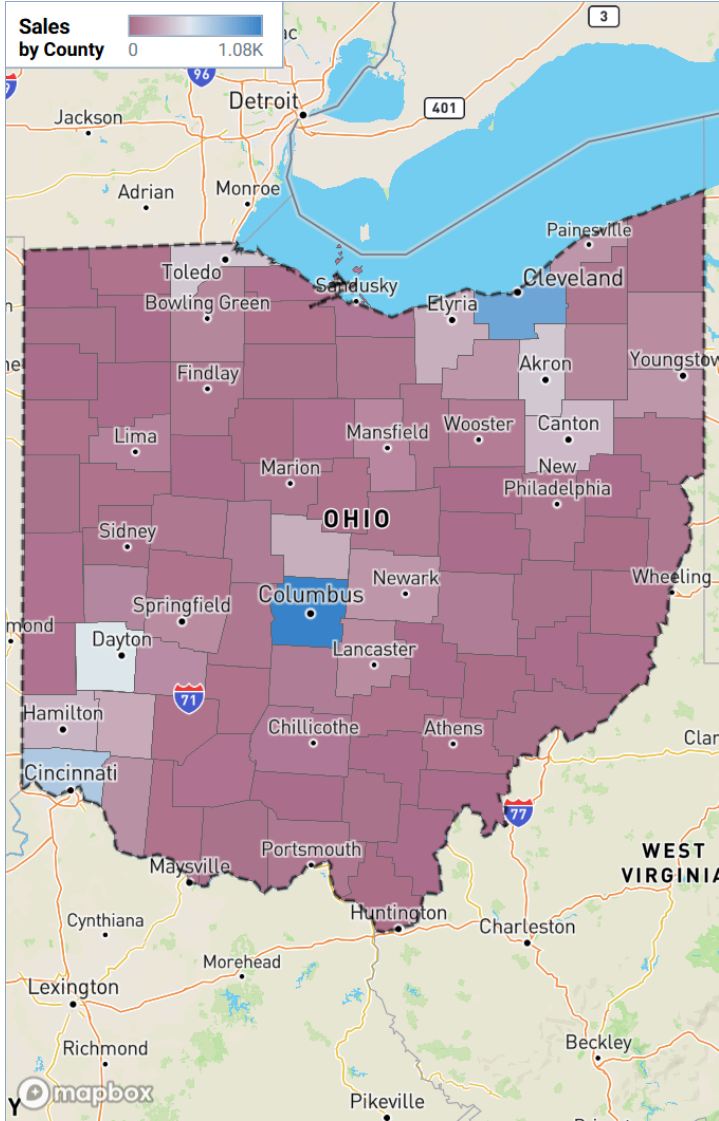 Sales
by County
0
1.08K
3
ac
96
9
Detroit
401
Jackson
Adrian
Monroe
Painesville
Toledo
Sandusky
Cleveland
Bowling Green
Elyria
n
ne
Findlay
Akron
Youngstow
Lima
Mansfield
Wooster
Canton
Marion
New
Philadelphia
OHIO
Sidney
Newark
Wheeling
Columbus
Springfield
mond
Dayton
Lancaster
71
Hamilton
Chillicothe
Athens
Clar
Cincinnati
77
Portsmouth
WEST
VIRGINIA
Maysville
Huntington
Cynthiana
Charleston
Morehead
Lexington
Richmond
Beckley
mapbox
Y
Pikeville